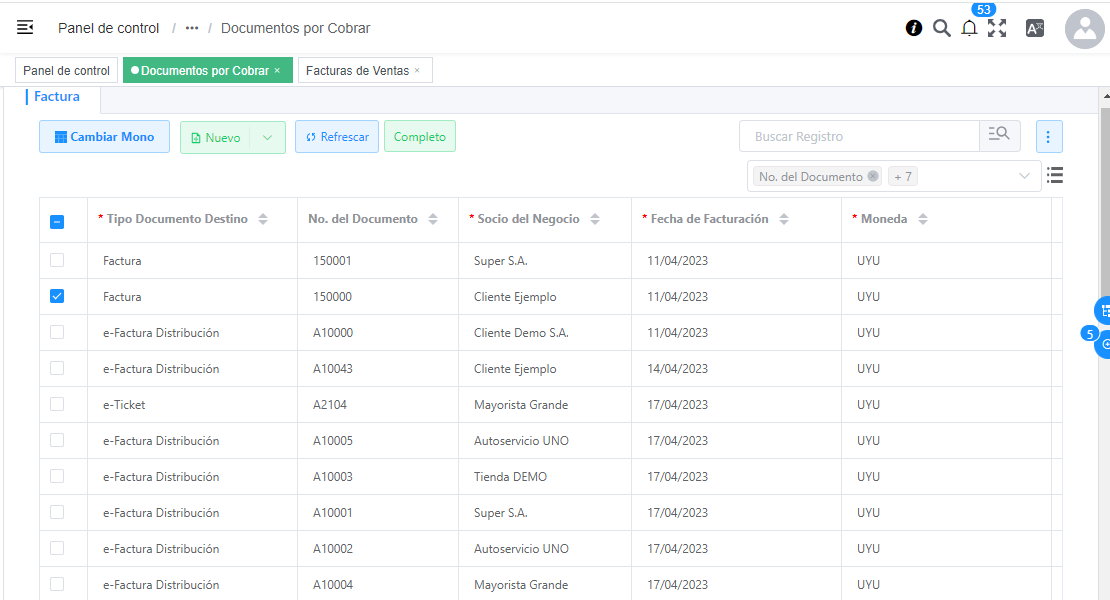 53
Panel de control / ••• / Documentos por Cobrar
Panel de control Documentos por Cobrar × Facturas de Ventas ×
Factura
Cambiar Mono Nuevo Refrescar Completo Buscar Registro
No. del Documento + 7
* Tipo Documento Destino No. del Documento * Socio del Negocio * Fecha de Facturación * Moneda
Factura 150001 Super S.A. 11/04/2023 UYU
Factura 150000 Cliente Ejemplo 11/04/2023 UYU
e-Factura Distribución A10000 Cliente Demo S.A. 11/04/2023 UYU
5
e-Factura Distribución A10043 Cliente Ejemplo 14/04/2023 UYU
e-Ticket A2104 Mayorista Grande 17/04/2023 UYU
e-Factura Distribución A10005 Autoservicio UNO 17/04/2023 UYU
e-Factura Distribución A10003 Tienda DEMO 17/04/2023 UYU
e-Factura Distribución A10001 Super S.A. 17/04/2023 UYU
e-Factura Distribución A10002 Autoservicio UNO 17/04/2023 UYU
e-Factura Distribución A10004 Mayorista Grande 17/04/2023 UYU